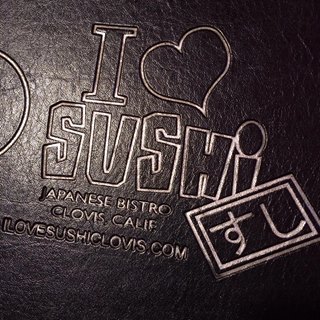 I
SUSHi
すし
JAPANESE BISTRO
CLOVIS, CALIF.
ILOVESUSHICLOVIS.COM